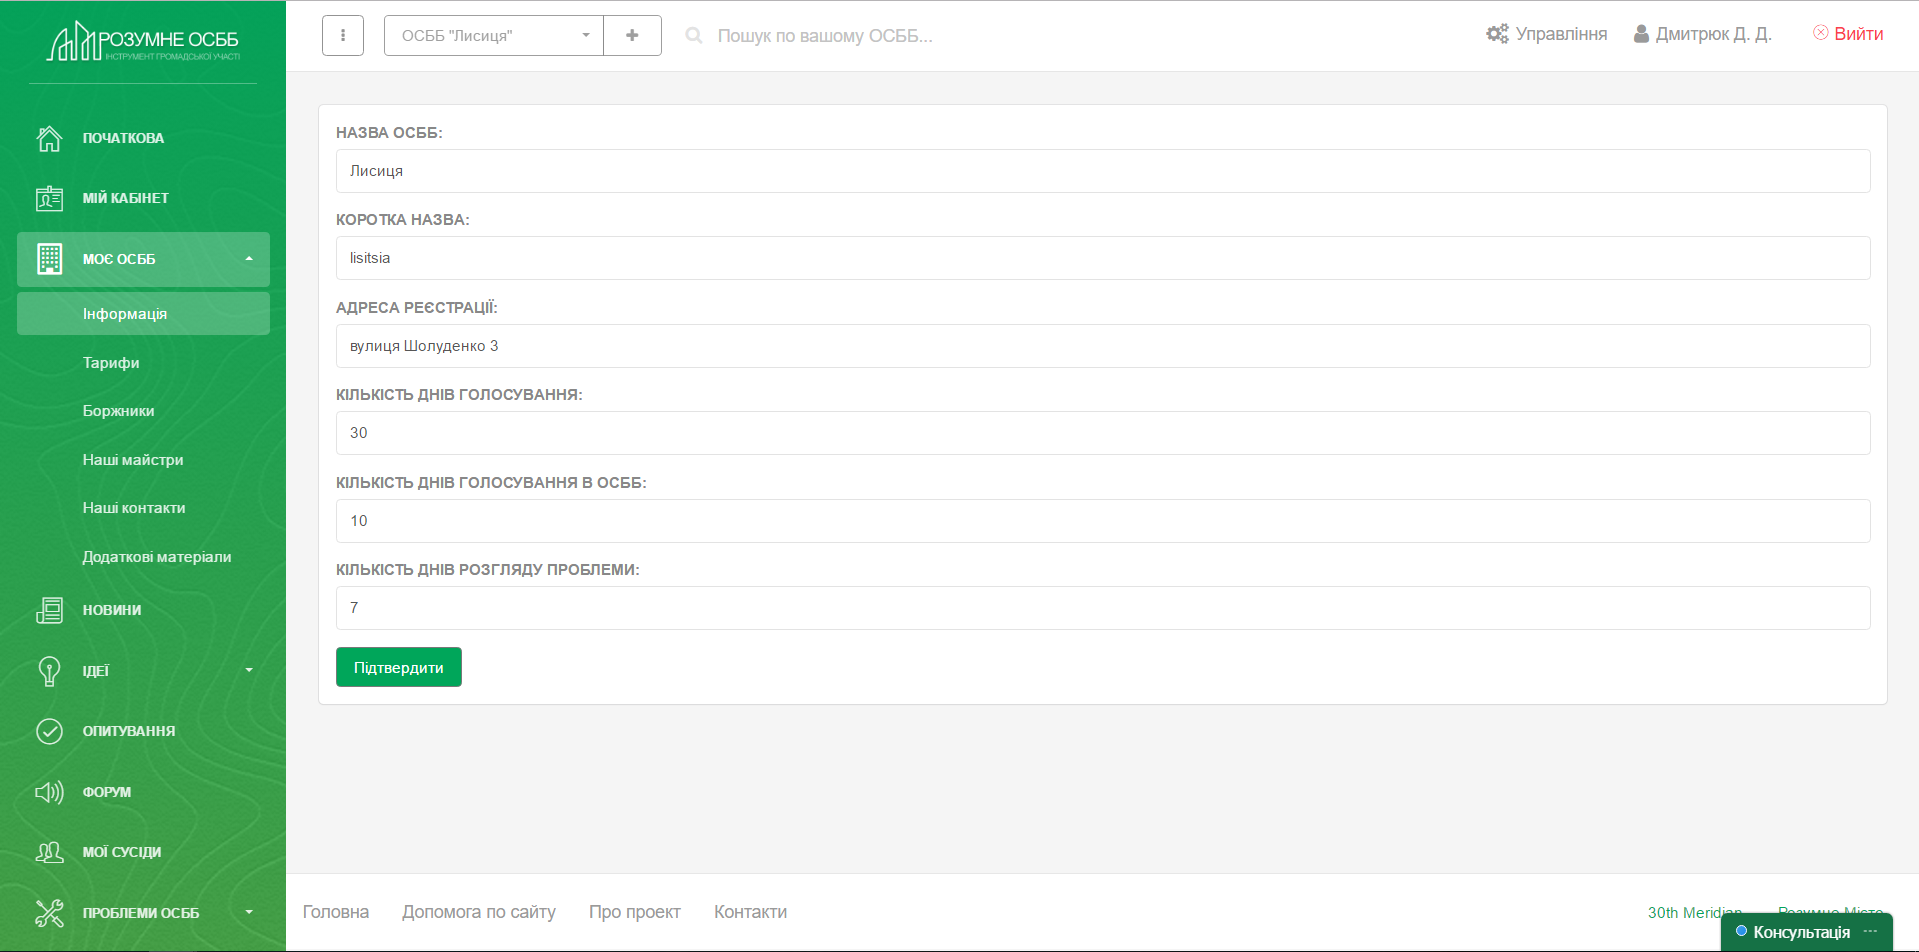 РОЗУМНЕ ОСББ
ІНСТРУМЕНТ ГРОМАДСЬКОЇ УЧАСТІ
ПОЧАТКОВА
МІЙ КАБІНЕТ
МОЄ ОСББ
Інформація
Тарифи
Боржники
Наші майстри
Наші контакти
Додаткові матеріали
НОВИНИ
ІДЕЇ
ОПИТУВАННЯ
ФОРУМ
МОЇ СУСІДИ
ПРОБЛЕМИ ОСББ
ОСББ "Лисиця"
Пошук по вашому ОСББ...
Управління
Дмитрюк Д. Д.
Вийти
НАЗВА ОСББ:
Лисиця
КОРОТКА НАЗВА:
lisitsia
АДРЕСА РЕЄСТРАЦІЇ:
вулиця Шолуденко 3
КІЛЬКІСТЬ ДНІВ ГОЛОСУВАННЯ:
30
КІЛЬКІСТЬ ДНІВ ГОЛОСУВАННЯ В ОСББ:
10
КІЛЬКІСТЬ ДНІВ РОЗГЛЯДУ ПРОБЛЕМИ:
7
Підтвердити
Головна
Допомога по сайту
Про проект
Контакти
30th Meridian
Розумне Місто
Консультація